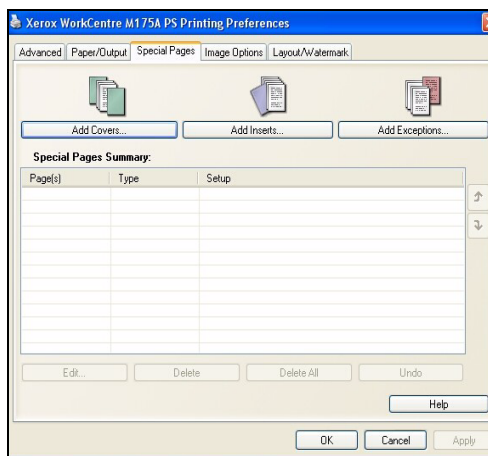 Xerox WorkCentre M175A PS Printing Preferences
Advanced Paper/Output Special Pages Image Options Layout/Watermark
Add Covers... Add Inserts... Add Exceptions...
Special Pages Summary:
Page(s) Type Setup
Edit... Delete Delete All Undo
Help
OK Cancel Apply